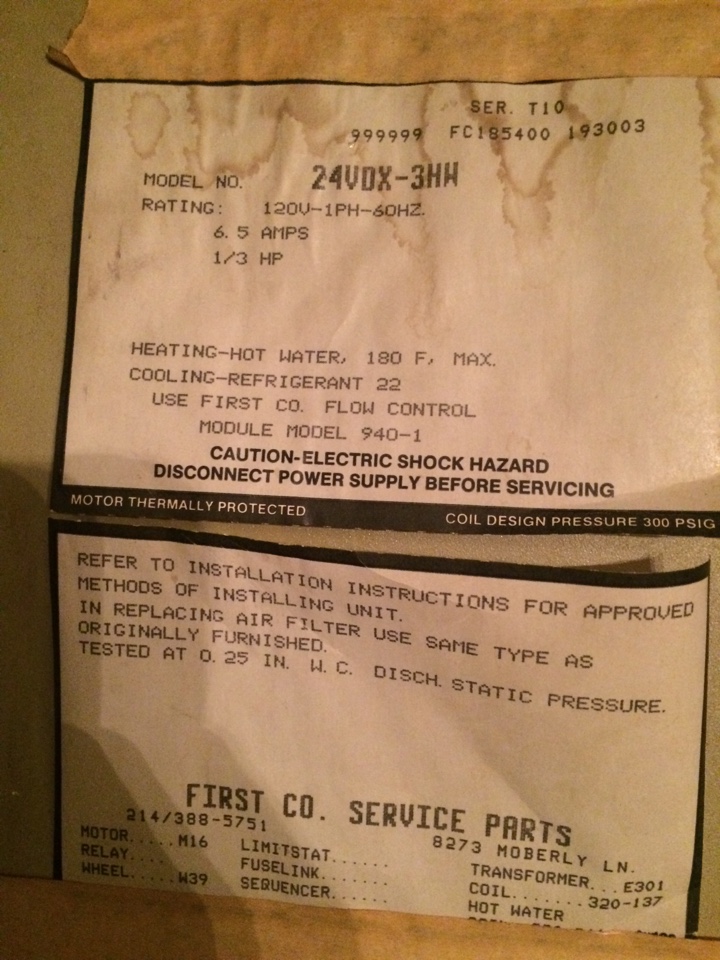 SER. T10
999999 FC185400 193003
MODEL NO. 24VDX-3HW
RATING: 120V-1PH-60HZ.
6.5 AMPS
1/3 HP
HEATING-HOT WATER, 180 F, MAX.
COOLING-REFRIGERANT 22
USE FIRST CO. FLOW CONTROL
MODULE MODEL 940-1
CAUTION-ELECTRIC SHOCK HAZARD
DISCONNECT POWER SUPPLY BEFORE SERVICING
MOTOR THERMALLY PROTECTED COIL DESIGN PRESSURE 300 PSIG
REFER TO INSTALLATION INSTRUCTIONS FOR APPROVED
METHODS OF INSTALLING UNIT.
IN REPLACING AIR FILTER USE SAME TYPE AS
ORIGINALLY FURNISHED.
TESTED AT 0.25 IN. W.C. DISCH. STATIC PRESSURE.
FIRST CO. SERVICE PARTS
214/388-5751 8273 MOBERLY LN.
MOTOR.....M16 LIMITSTAT...... TRANSFORMER...E301
RELAY..... FUSELINK....... COIL........320-137
WHEEL.....W39 SEQUENCER...... HOT WATER